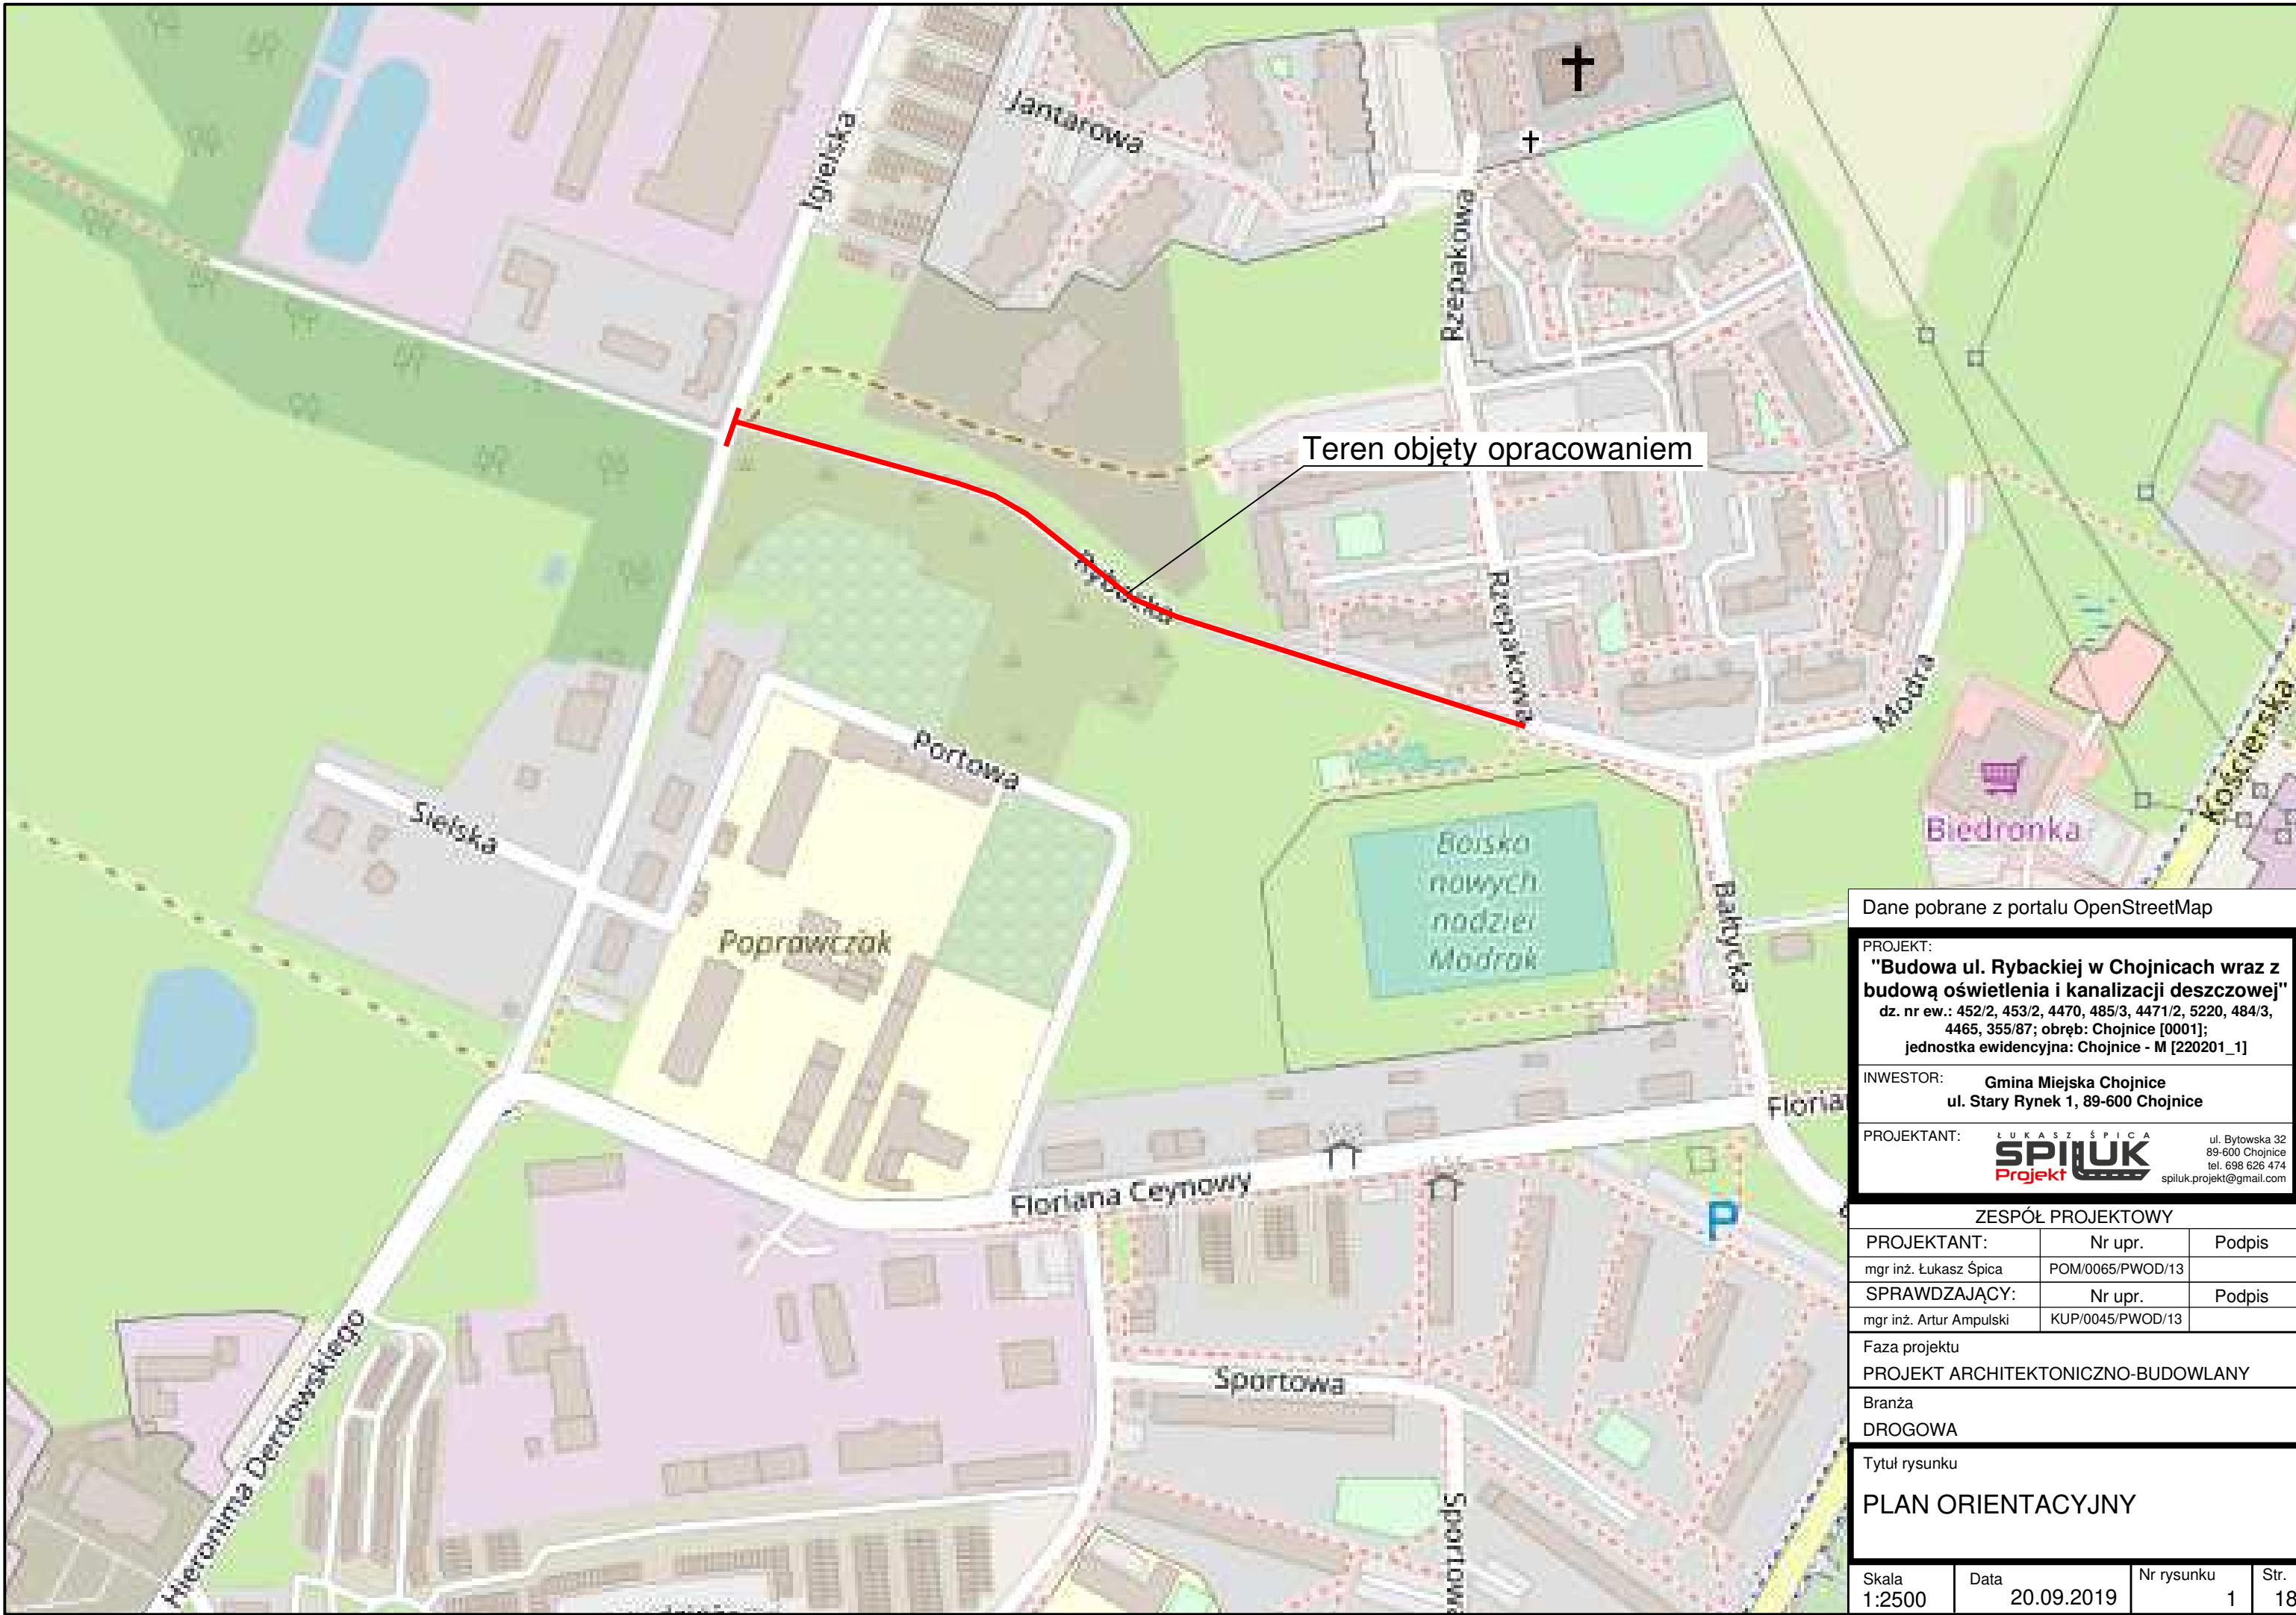 Jantarowa
Igielska
Rzepakowa
Teren objęty opracowaniem
Rybacka
Rzepakowa
Modra
Portowa
Kościerska
Sielska
Biedronka
Boisko
nowych
nadziei
Modrak
Bałtycka
Poprawczak
Floriana Ceynowy
P
Sportowa
Sportowa
Hieronima Derdowskiego
Dane pobrane z portalu OpenStreetMap
PROJEKT:
"Budowa ul. Rybackiej w Chojnicach wraz z
budową oświetlenia i kanalizacji deszczowej"
dz. nr ew.: 452/2, 453/2, 4470, 485/3, 4471/2, 5220, 484/3,
4465, 355/87; obręb: Chojnice [0001];
jednostka ewidencyjna: Chojnice - M [220201_1]
INWESTOR:
Gmina Miejska Chojnice
ul. Stary Rynek 1, 89-600 Chojnice
PROJEKTANT:
ŁUKASZ ŚPICA
SPILUK
Projekt
ul. Bytowska 32
89-600 Chojnice
tel. 698 626 474
spiluk.projekt@gmail.com
ZESPÓŁ PROJEKTOWY
PROJEKTANT: Nr upr. Podpis
mgr inż. Łukasz Śpica POM/0065/PWOD/13
SPRAWDZAJĄCY: Nr upr. Podpis
mgr inż. Artur Ampulski KUP/0045/PWOD/13
Faza projektu
PROJEKT ARCHITEKTONICZNO-BUDOWLANY
Branża
DROGOWA
Tytuł rysunku
PLAN ORIENTACYJNY
Skala Data Nr rysunku Str.
1:2500 20.09.2019 1 18